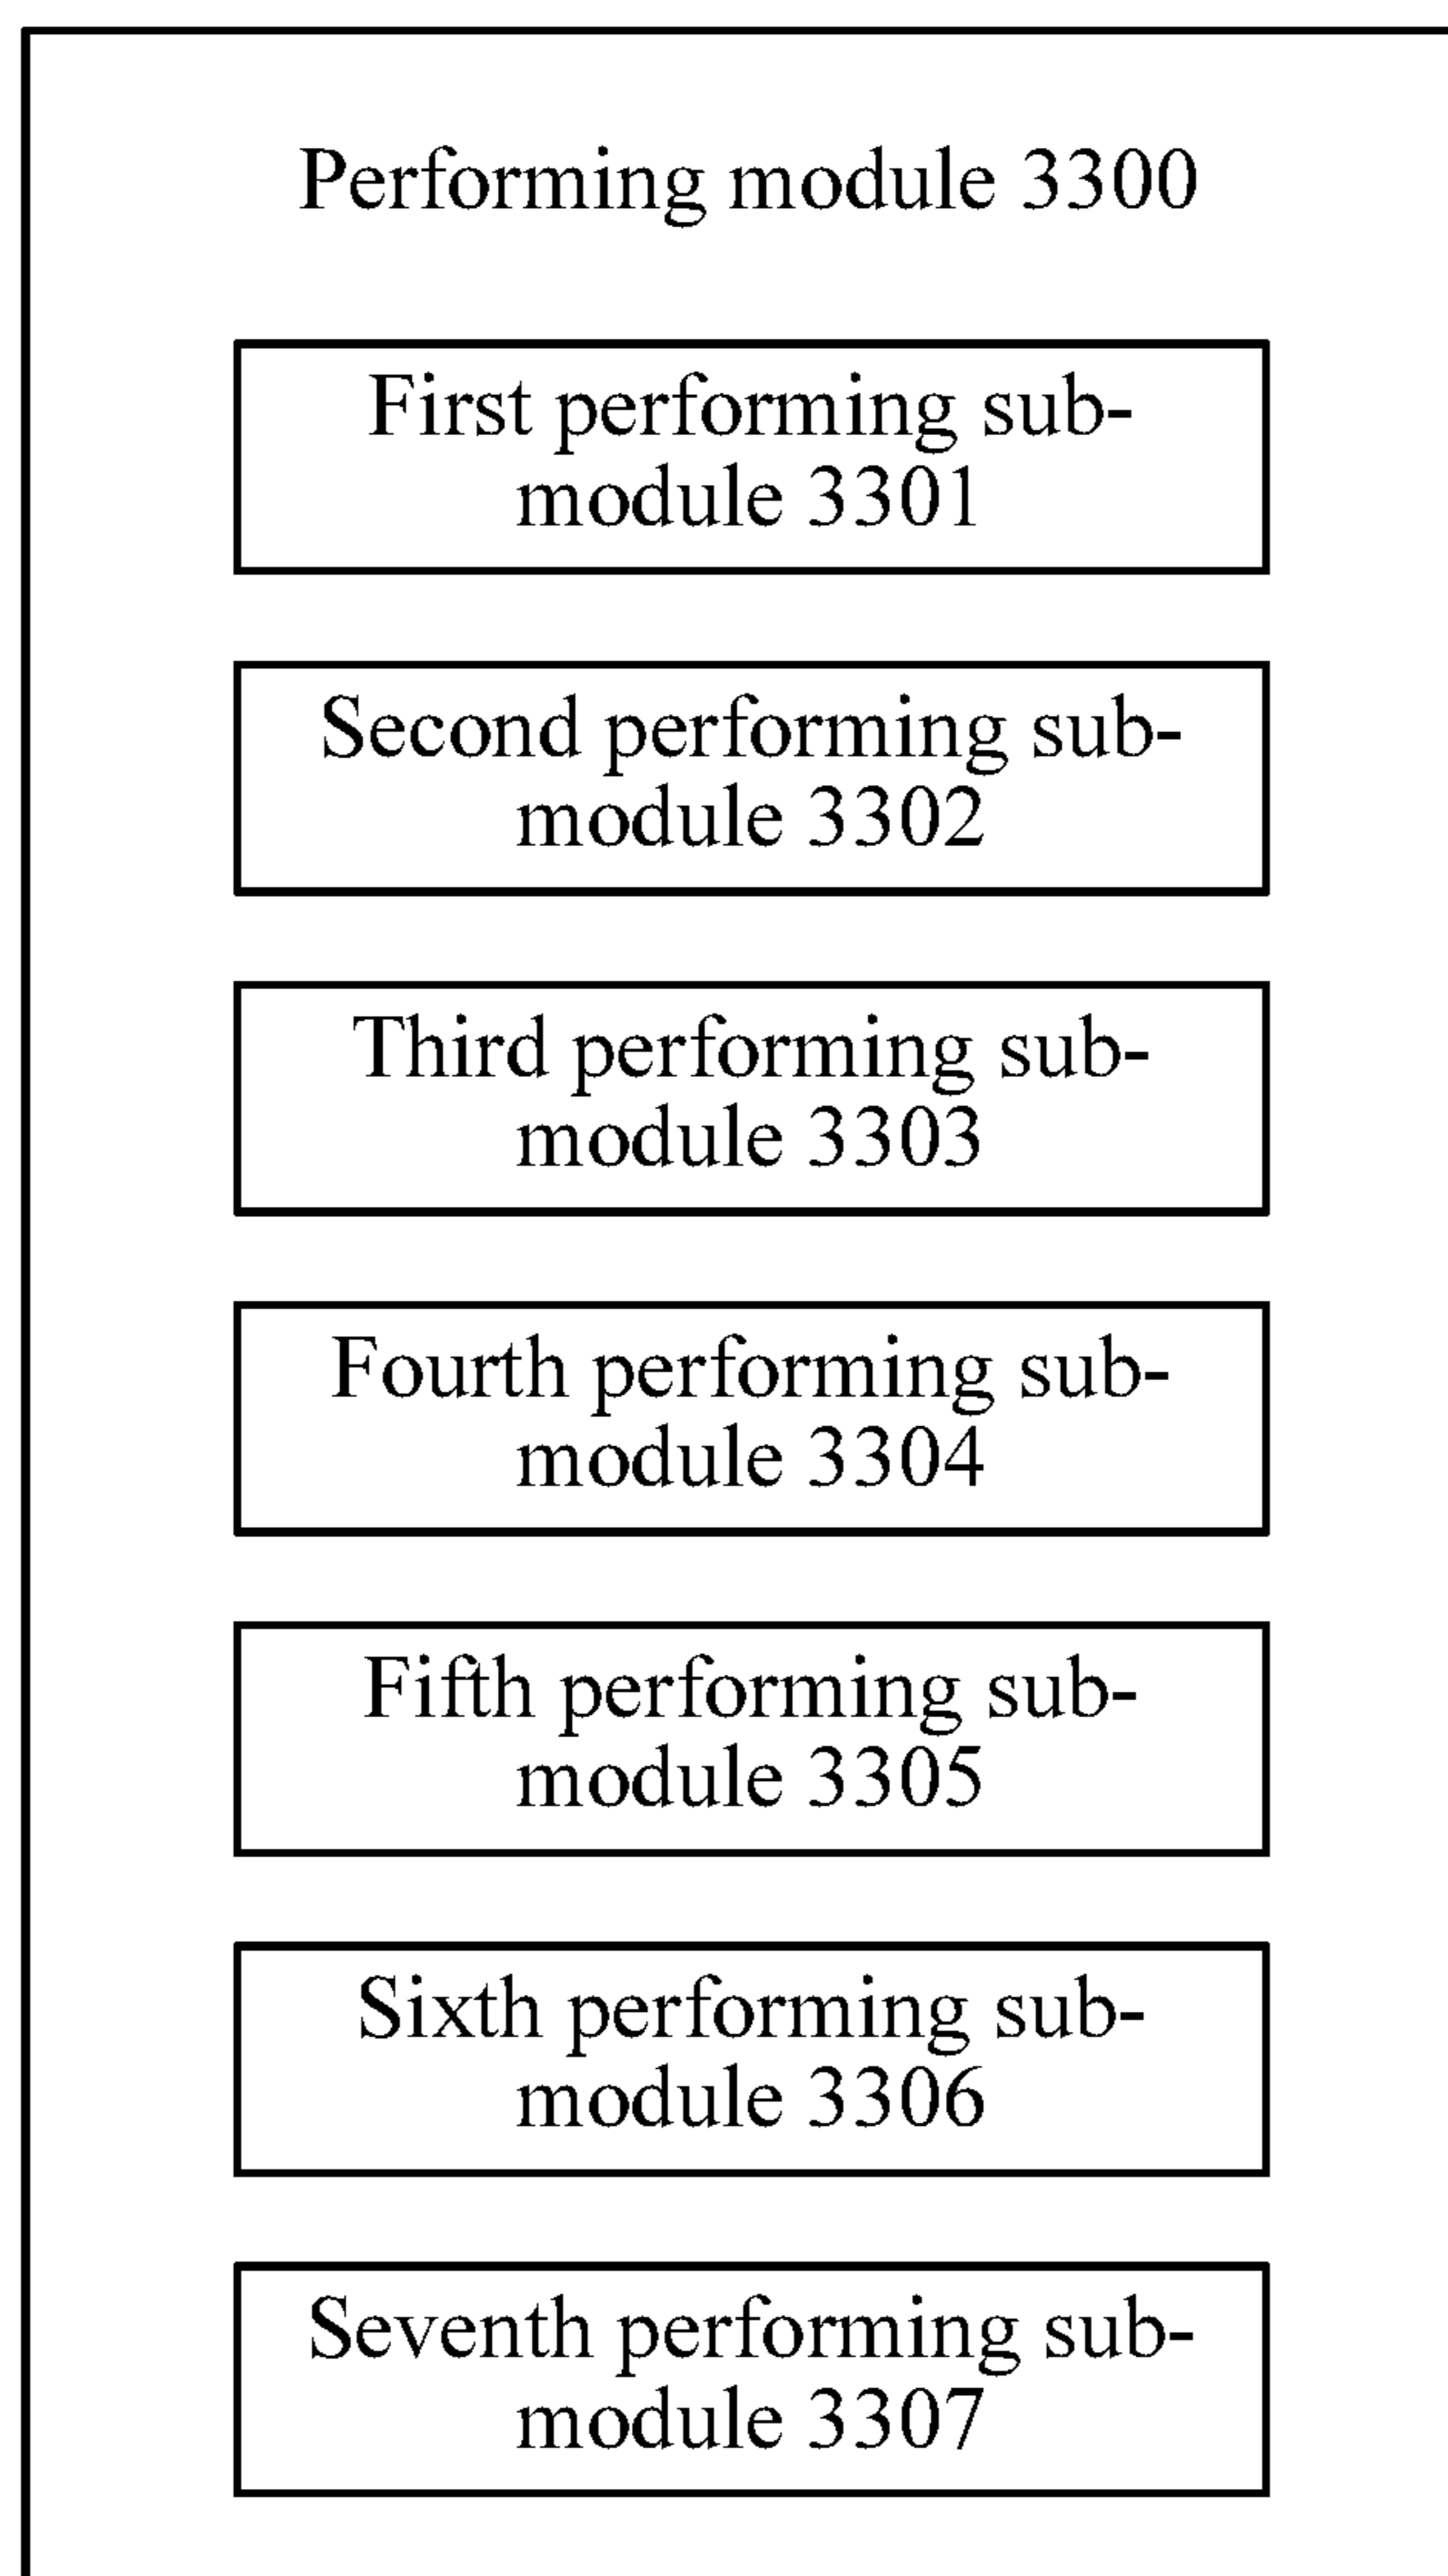 Performing module 3300
First performing sub-
module 3301
Second performing sub-
module 3302
Third performing sub-
module 3303
Fourth performing sub-
module 3304
Fifth performing sub-
module 3305
Sixth performing sub-
module 3306
Seventh performing sub-
module 3307